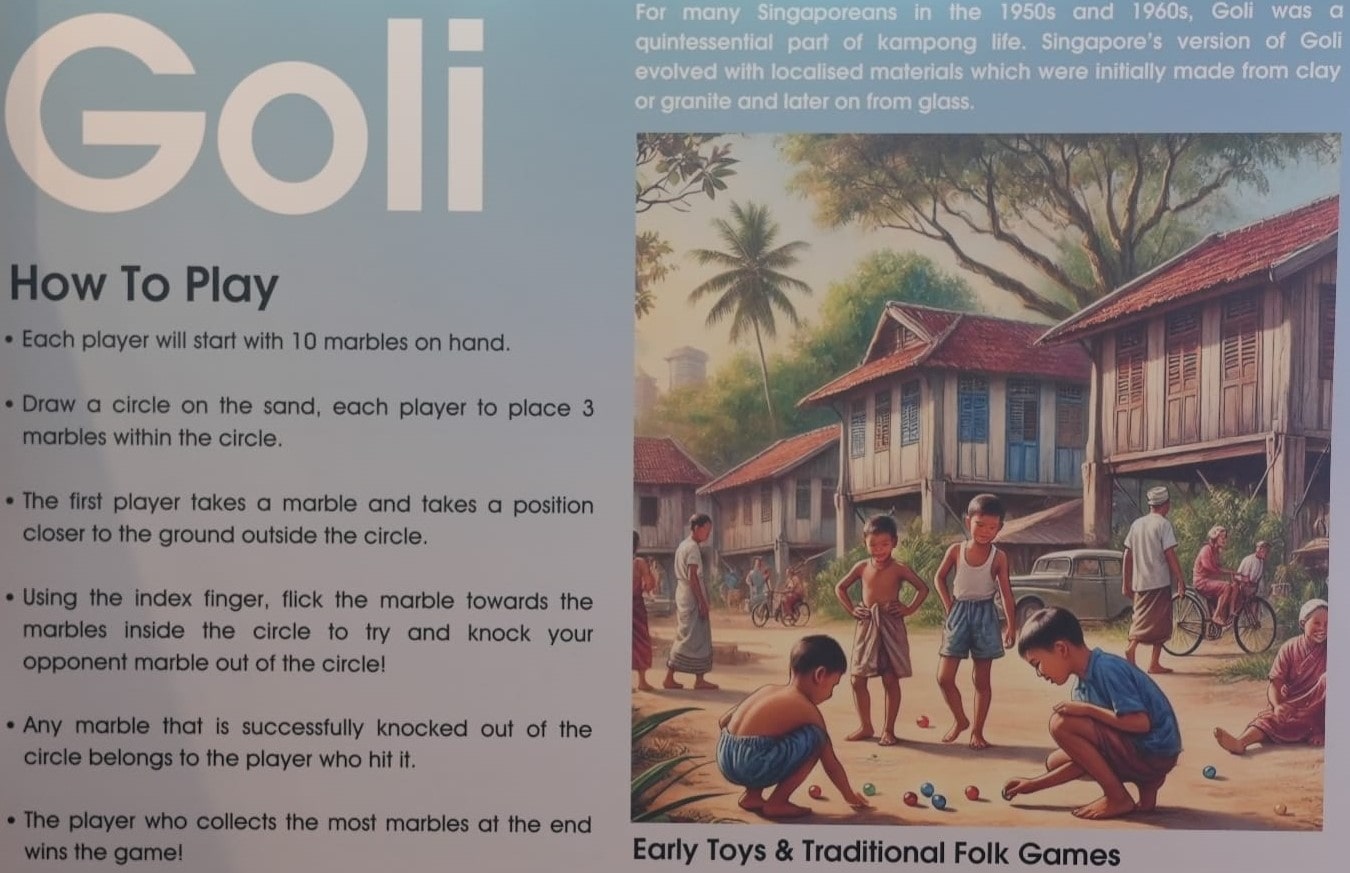 Goli
How To Play
• Each player will start with 10 marbles on hand.
• Draw a circle on the sand, each player to place 3
marbles within the circle.
• The first player takes a marble and takes a position
closer to the ground outside the circle.
• Using the index finger, flick the marble towards the
marbles inside the circle to try and knock your
opponent marble out of the circle!
• Any marble that is successfully knocked out of the
circle belongs to the player who hit it.
• The player who collects the most marbles at the end
wins the game!
For many Singaporeans in the 1950s and 1960s, Goli was a
quintessential part of kampong life. Singapore's version of Goli
evolved with localised materials which were initially made from clay
or granite and later on from glass.
Early Toys & Traditional Folk Games